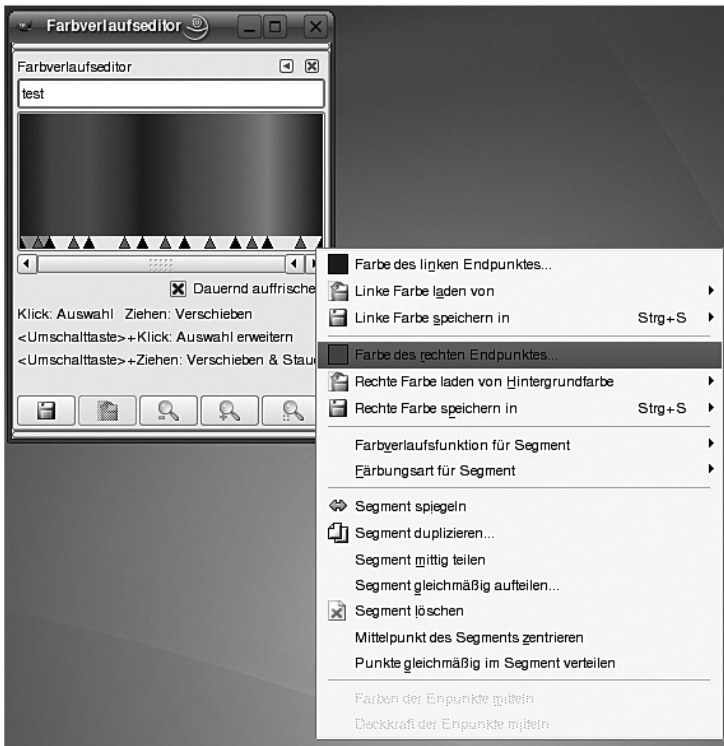 Farbverlaufseditor
Farbverlaufseditor
test
Dauernd auffrische
Klick: Auswahl Ziehen: Verschieben
<Umschalttaste>+Klick: Auswahl erweitern
<Umschalttaste>+Ziehen: Verschieben & Stau
Farbe des linken Endpunktes...
Linke Farbe laden von
Linke Farbe speichern in Strg+S
Farbe des rechten Endpunktes...
Rechte Farbe laden von Hintergrundfarbe
Rechte Farbe speichern in Strg+S
Farbverlaufsfunktion für Segment
Färbungsart für Segment
Segment spiegeln
Segment duplizieren...
Segment mittig teilen
Segment gleichmäßig aufteilen...
Segment löschen
Mittelpunkt des Segments zentrieren
Punkte gleichmäßig im Segment verteilen
Farben der Enpunkte mitteln
Deckkraft der Enpunkte mitteln